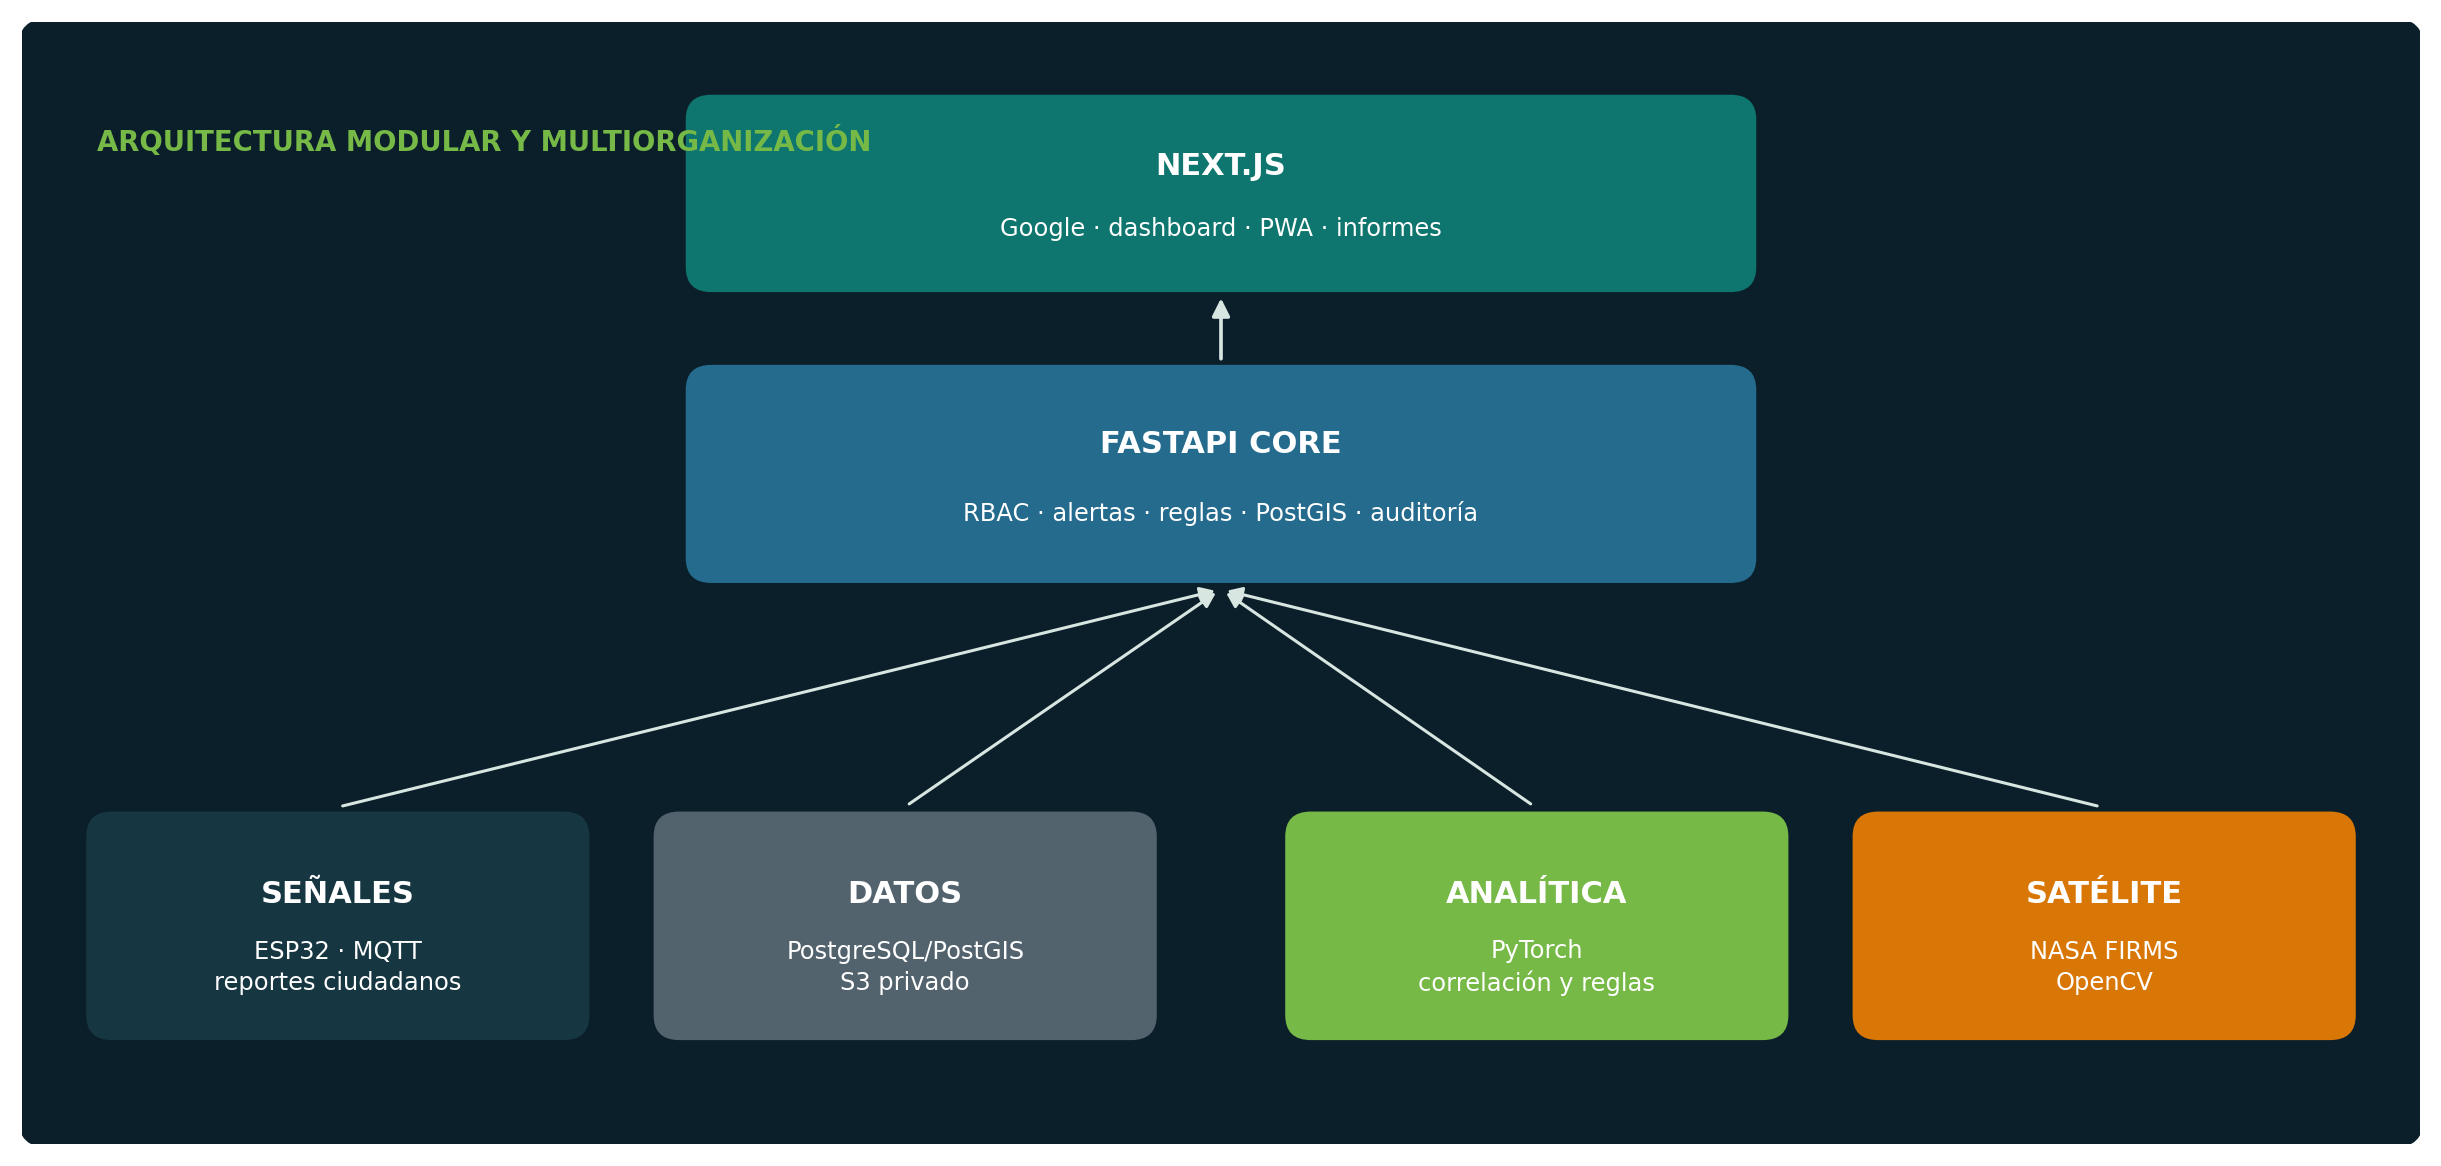 ARQUITECTURA MODULAR Y MULTIORGANIZACIÓN
NEXT.JS
Google · dashboard · PWA · informes
FASTAPI CORE
RBAC · alertas · reglas · PostGIS · auditoría
SEÑALES
ESP32 · MQTT
reportes ciudadanos
DATOS
PostgreSQL/PostGIS
S3 privado
ANALÍTICA
PyTorch
correlación y reglas
SATÉLITE
NASA FIRMS
OpenCV